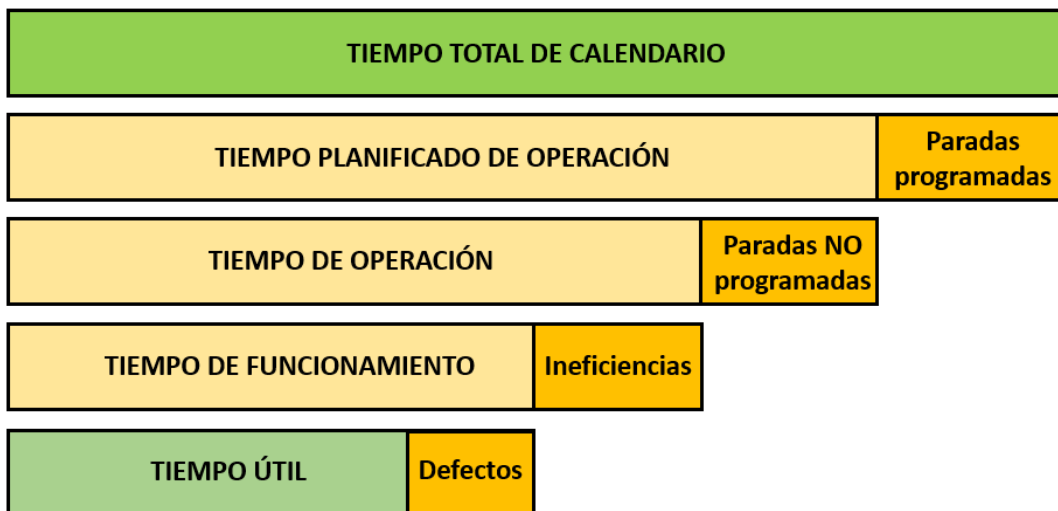 TIEMPO TOTAL DE CALENDARIO
TIEMPO PLANIFICADO DE OPERACIÓN
Paradas
programadas
TIEMPO DE OPERACIÓN
Paradas NO
programadas
TIEMPO DE FUNCIONAMIENTO
Ineficiencias
TIEMPO ÚTIL
Defectos